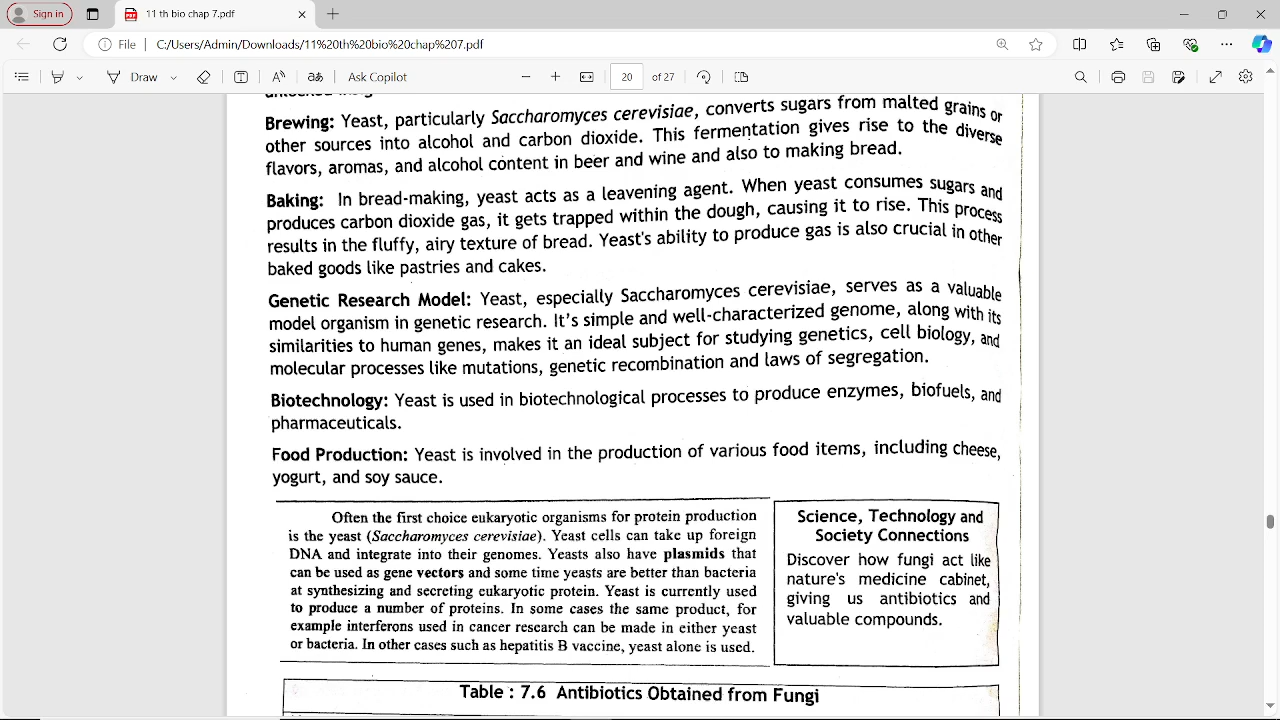 Sign in
11 th bio chap 7.pdf
File C:/Users/Admin/Downloads/11%20th%20bio%20chap%207.pdf
Draw Ask Copilot 20 of 27
Brewing: Yeast, particularly Saccharomyces cerevisiae, converts sugars from malted grains or
other sources into alcohol and carbon dioxide. This fermentation gives rise to the diverse
flavors, aromas, and alcohol content in beer and wine and also to making bread.
Baking: In bread-making, yeast acts as a leavening agent. When yeast consumes sugars and
produces carbon dioxide gas, it gets trapped within the dough, causing it to rise. This process
results in the fluffy, airy texture of bread. Yeast's ability to produce gas is also crucial in other
baked goods like pastries and cakes.
Genetic Research Model: Yeast, especially Saccharomyces cerevisiae, serves as a valuable
model organism in genetic research. It's simple and well-characterized genome, along with its
similarities to human genes, makes it an ideal subject for studying genetics, cell biology, and
molecular processes like mutations, genetic recombination and laws of segregation.
Biotechnology: Yeast is used in biotechnological processes to produce enzymes, biofuels, and
pharmaceuticals.
Food Production: Yeast is involved in the production of various food items, including cheese,
yogurt, and soy sauce.
Often the first choice eukaryotic organisms for protein production
is the yeast (Saccharomyces cerevisiae). Yeast cells can take up foreign
DNA and integrate into their genomes. Yeasts also have plasmids that
can be used as gene vectors and some time yeasts are better than bacteria
at synthesizing and secreting eukaryotic protein. Yeast is currently used
to produce a number of proteins. In some cases the same product, for
example interferons used in cancer research can be made in either yeast
or bacteria. In other cases such as hepatitis B vaccine, yeast alone is used.
Science, Technology and
Society Connections
Discover how fungi act like
nature's medicine cabinet,
giving us antibiotics and
valuable compounds.
Table : 7.6 Antibiotics Obtained from Fungi